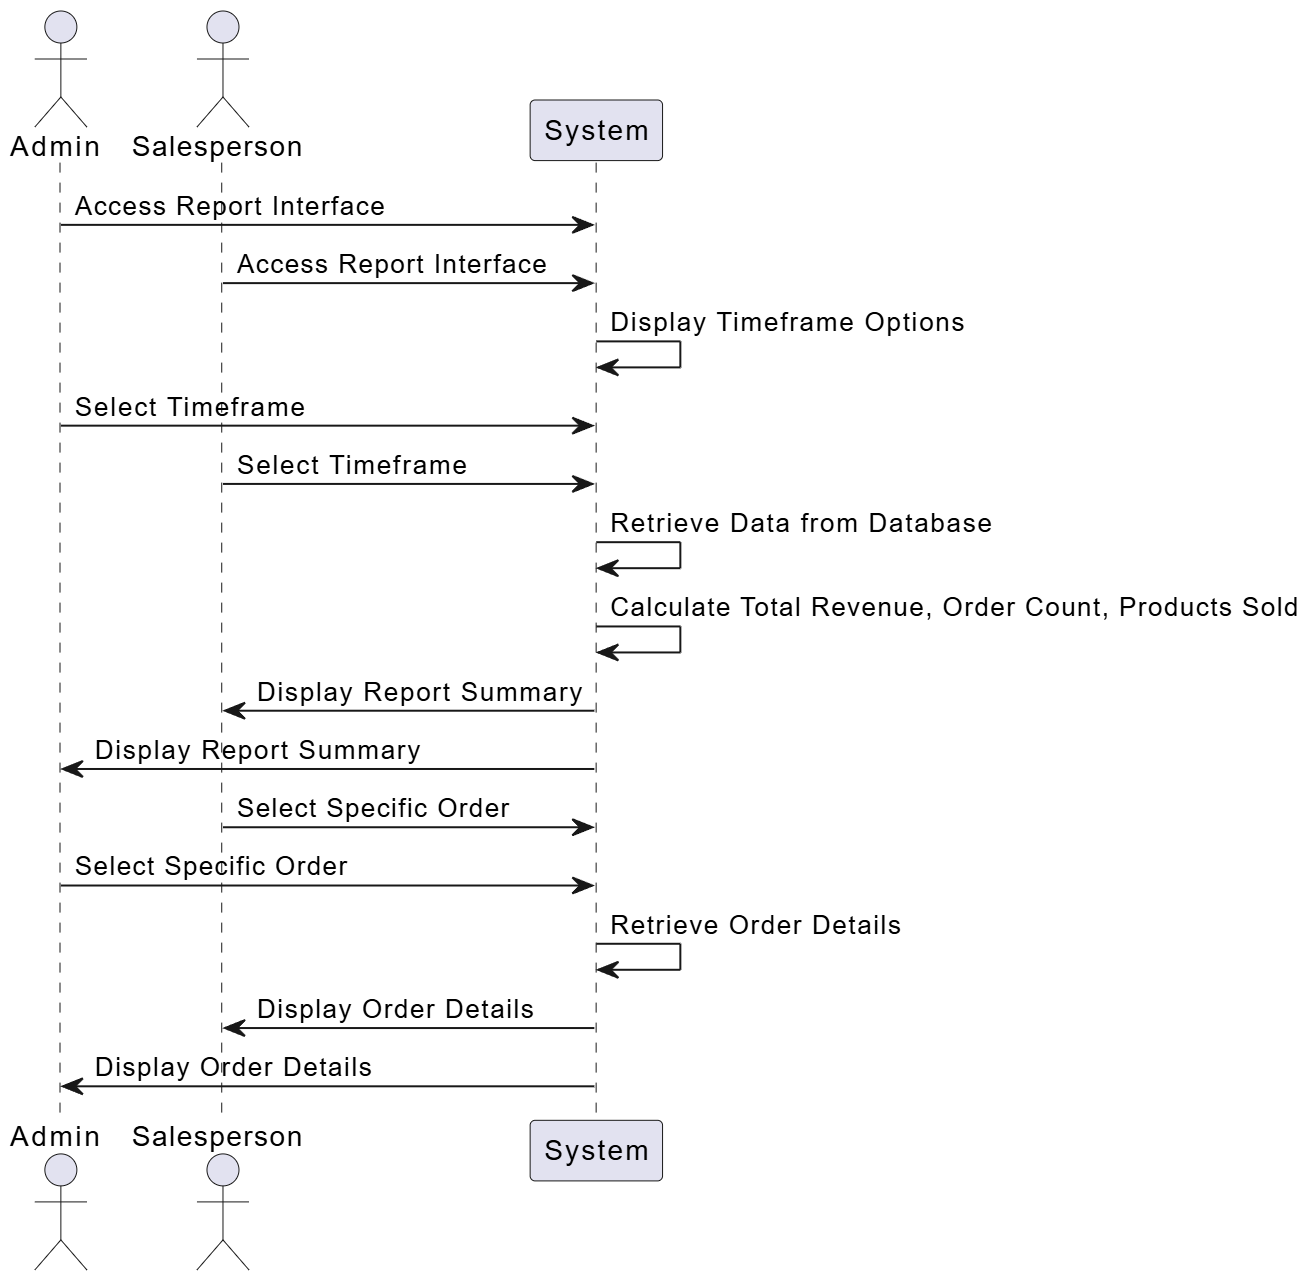 Admin
Salesperson
System
Access Report Interface
Access Report Interface
Display Timeframe Options
Select Timeframe
Select Timeframe
Retrieve Data from Database
Calculate Total Revenue, Order Count, Products Sold
Display Report Summary
Display Report Summary
Select Specific Order
Select Specific Order
Retrieve Order Details
Display Order Details
Display Order Details
Admin
Salesperson
System